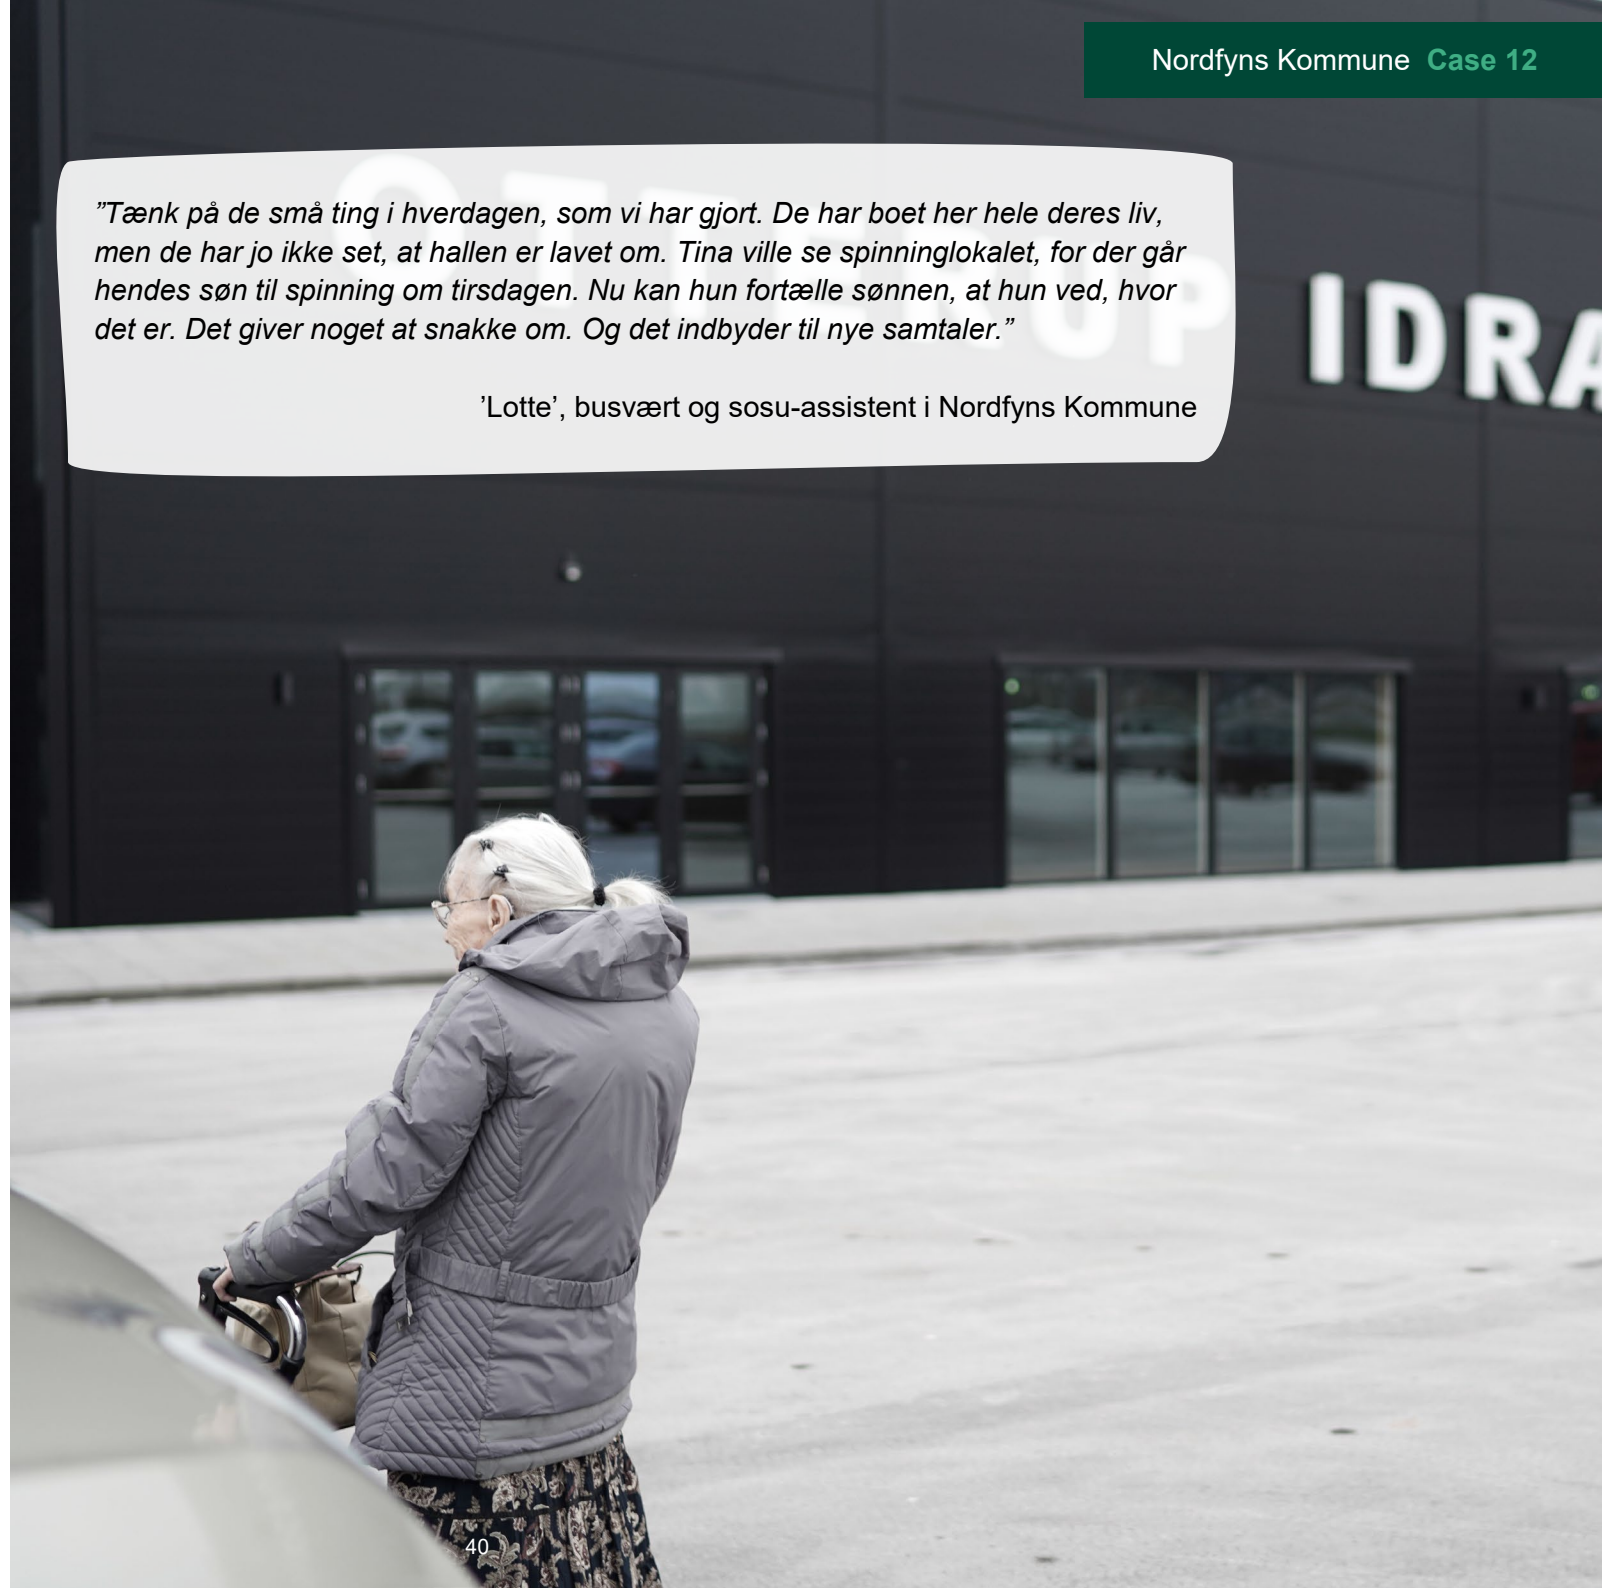 Nordfyns Kommune Case 12
”Tænk på de små ting i hverdagen, som vi har gjort. De har boet her hele deres liv,
men de har jo ikke set, at hallen er lavet om. Tina ville se spinninglokalet, for der går
hendes søn til spinning om tirsdagen. Nu kan hun fortælle sønnen, at hun ved, hvor
det er. Det giver noget at snakke om. Og det indbyder til nye samtaler.”
’Lotte’, busvært og sosu-assistent i Nordfyns Kommune
OTTERUP IDRA
40